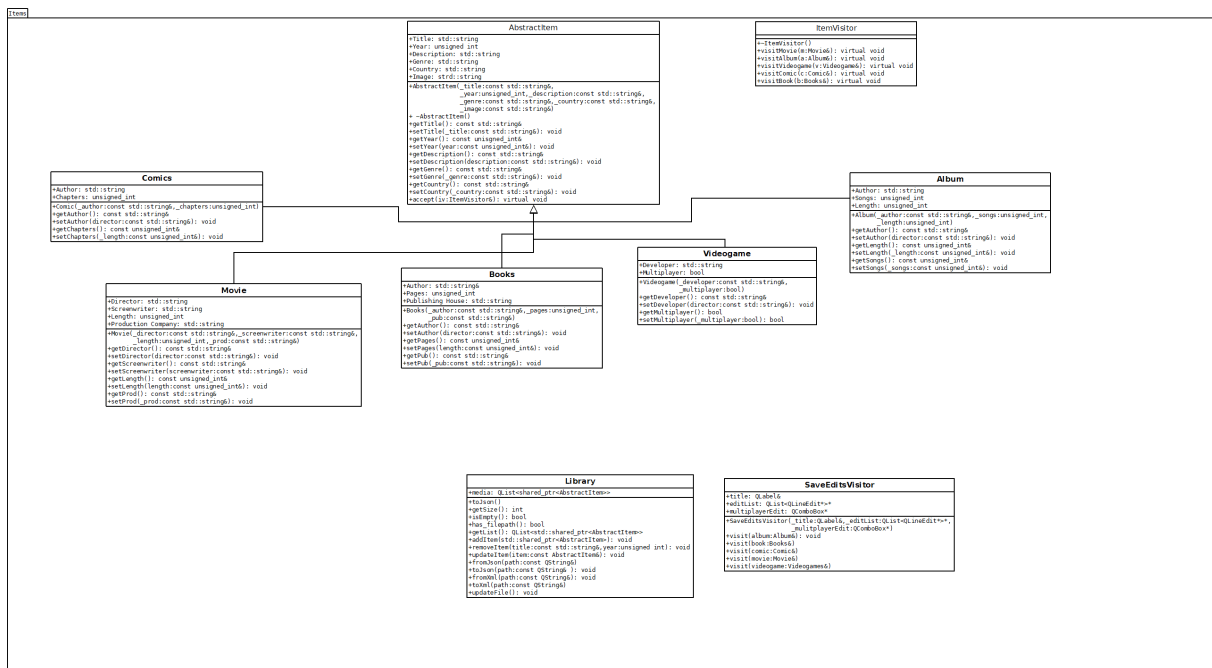 Items
AbstractItem
+Title: std::string
+Year: unsigned int
+Description: std::string
+Genre: std::string
+Country: std::string
+Image: strd::string
+AbstractItem(_title:const std::string&,
_year:unsigned_int,_description:const std::string&,
_genre:const std::string&,_country:const std::string&,
_image:const std::string&)
+ ~AbstractItem()
+getTitle(): const std::string&
+setTitle(_title:const std::string&): void
+getYear(): const unisgned_int&
+setYear(year:const unsigned_int&): void
+getDescription(): const std::string&
+setDescription(description:const std::string&): void
+getGenre(): const std::string&
+setGenre(_genre:const std::string&): void
+getCountry(): const std::string&
+setCountry(_country:const std::string&): void
+accept(iv:ItemVisitor&): virtual void
ItemVisitor
+~ItemVisitor()
+visitMovie(m:Movie&): virtual void
+visitAlbum(a:Album&): virtual void
+visitVideogame(v:Videogame&): virtual void
+visitComic(c:Comic&): virtual void
+visitBook(b:Books&): virtual void
Comics
+Author: std::string
+Chapters: unsigned_int
+Comic(_author:const std::string&,_chapters:unsigned_int)
+getAuthor(): const std::string&
+setAuthor(director:const std::string&): void
+getChapters(): const unsigned_int&
+setChapters(_length:const unsigned_int&): void
Album
+Author: std::string
+Songs: unsigned_int
+Length: unsigned_int
+Album(_author:const std::string&,_songs:unsigned_int,
_length:unsigned_int)
+getAuthor(): const std::string&
+setAuthor(director:const std::string&): void
+getLength(): const unsigned_int&
+setLength(_length:const unsigned_int&): void
+getSongs(): const unsigned_int&
+setSongs(_songs:const unsigned_int&): void
Movie
+Director: std::string
+Screenwriter: std::string
+Length: unsigned_int
+Production Company: std::string
+Movie(_director:const std::string&,_screenwriter:const std::string&,
_length:unsigned_int,_prod:const std::string&)
+getDirector(): const std::string&
+setDirector(director:const std::string&): void
+getScreenwriter(): const std::string&
+setScreenwriter(screenwriter:const std::string&): void
+getLength(): const unsigned_int&
+setLength(length:const unsigned_int&): void
+getProd(): const std::string&
+setProd(_prod:const std::string&): void
Books
+Author: std::string&
+Pages: unsigned_int
+Publishing House: std::string
+Books(_author:const std::string&,_pages:unsigned_int,
_pub:const std::string&)
+getAuthor(): const std::string&
+setAuthor(director:const std::string&): void
+getPages(): const unsigned_int&
+setPages(length:const unsigned_int&): void
+getPub(): const std::string&
+setPub(_pub:const std::string&): void
Videogame
+Developer: std::string
+Multiplayer: bool
+Videogame(_developer:const std::string&,
_multiplayer:bool)
+getDeveloper(): const std::string&
+setDeveloper(director:const std::string&): void
+getMultiplayer(): bool
+setMultiplayer(_multiplayer:bool): bool
Library
+media: QList<shared_ptr<AbstractItem>>
+toJson()
+getSize(): int
+isEmpty(): bool
+has_filepath(): bool
+getList(): QList<std::shared_ptr<AbstractItem>>
+addItem(std::shared_ptr<AbstractItem>): void
+removeItem(title:const std::string&,year:unsigned int): void
+updateItem(item:const AbstractItem&): void
+fromJson(path:const QString&)
+toJson(path:const QString& ): void
+fromXml(path:const QString&): void
+toXml(path:const QString&)
+updateFile(): void
SaveEditsVisitor
+title: QLabel&
+editList: QList<QLineEdit*>*
+multiplayerEdit: QComboBox*
+SaveEditsVisitor(_title:QLabel&,_editList:QList<QLineEdit*>*,
_mulitplayerEdit:QComboBox*)
+visit(album:Album&): void
+visit(book:Books&)
+visit(comic:Comic&)
+visit(movie:Movie&)
+visit(videogame:Videogames&)